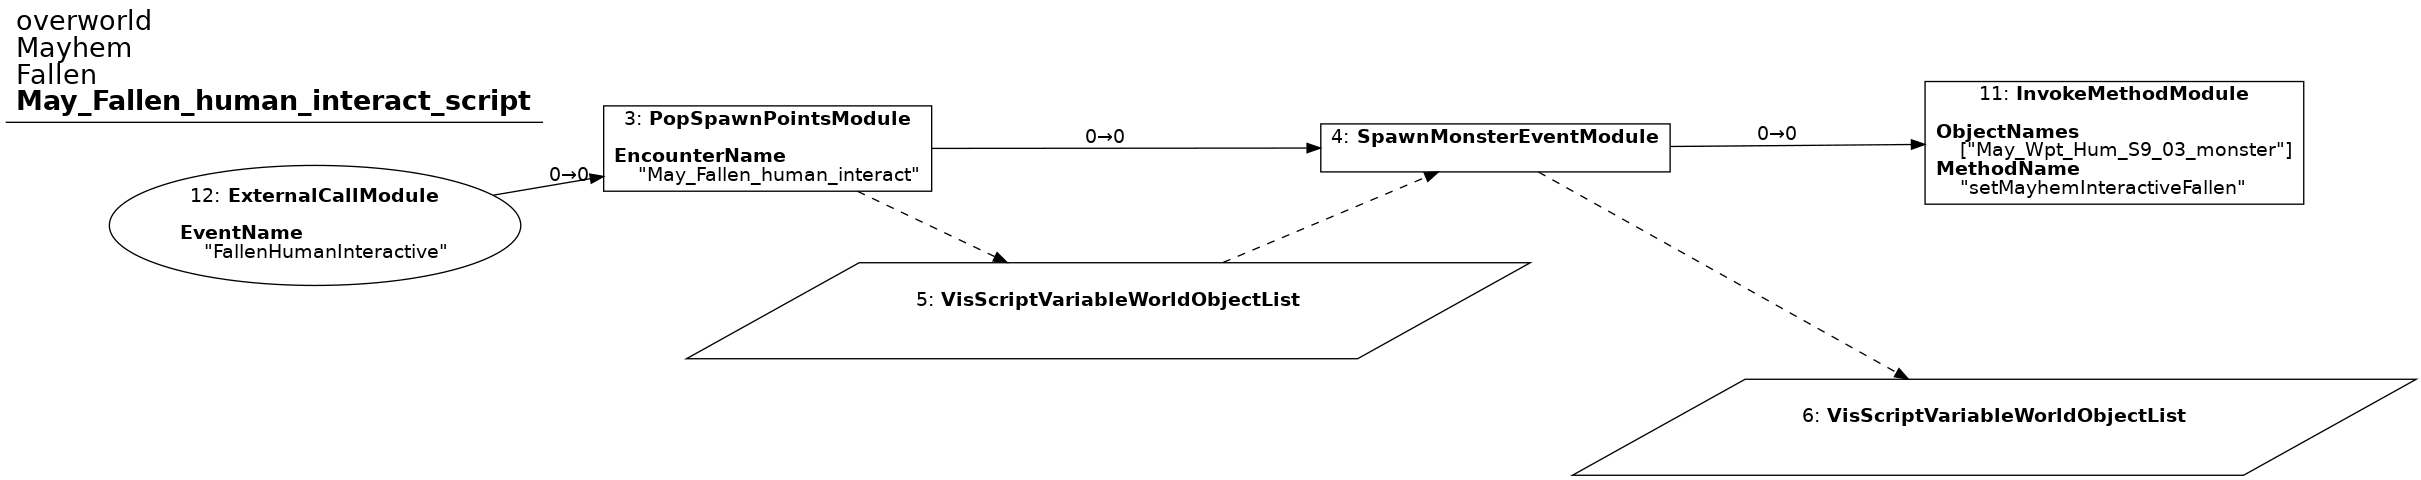 overworld
Mayhem
Fallen
May_Fallen_human_interact_script
12: ExternalCallModule
EventName
"FallenHumanInteractive"
0→0
3: PopSpawnPointsModule
EncounterName
"May_Fallen_human_interact"
0→0
4: SpawnMonsterEventModule
0→0
11: InvokeMethodModule
ObjectNames
["May_Wpt_Hum_S9_03_monster"]
MethodName
"setMayhemInteractiveFallen"
5: VisScriptVariableWorldObjectList
6: VisScriptVariableWorldObjectList